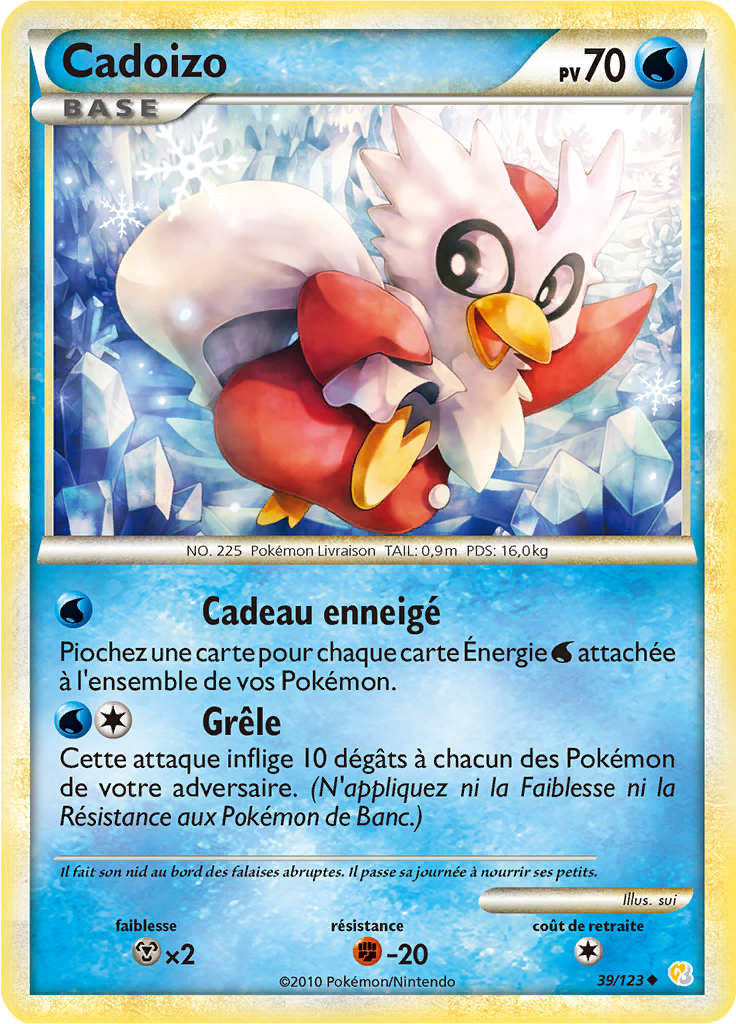 Cadoizo
PV 70
BASE
NO. 225 Pokémon Livraison TAIL: 0,9m PDS: 16,0kg
Cadeau enneigé
Piochez une carte pour chaque carte Énergie attachée
à l'ensemble de vos Pokémon.
Grêle
Cette attaque inflige 10 dégâts à chacun des Pokémon
de votre adversaire. (N'appliquez ni la Faiblesse ni la
Résistance aux Pokémon de Banc.)
Il fait son nid au bord des falaises abruptes. Il passe sa journée à nourrir ses petits.
Illus. sui
faiblesse résistance coût de retraite
×2 -20
©2010 Pokémon/Nintendo 39/123